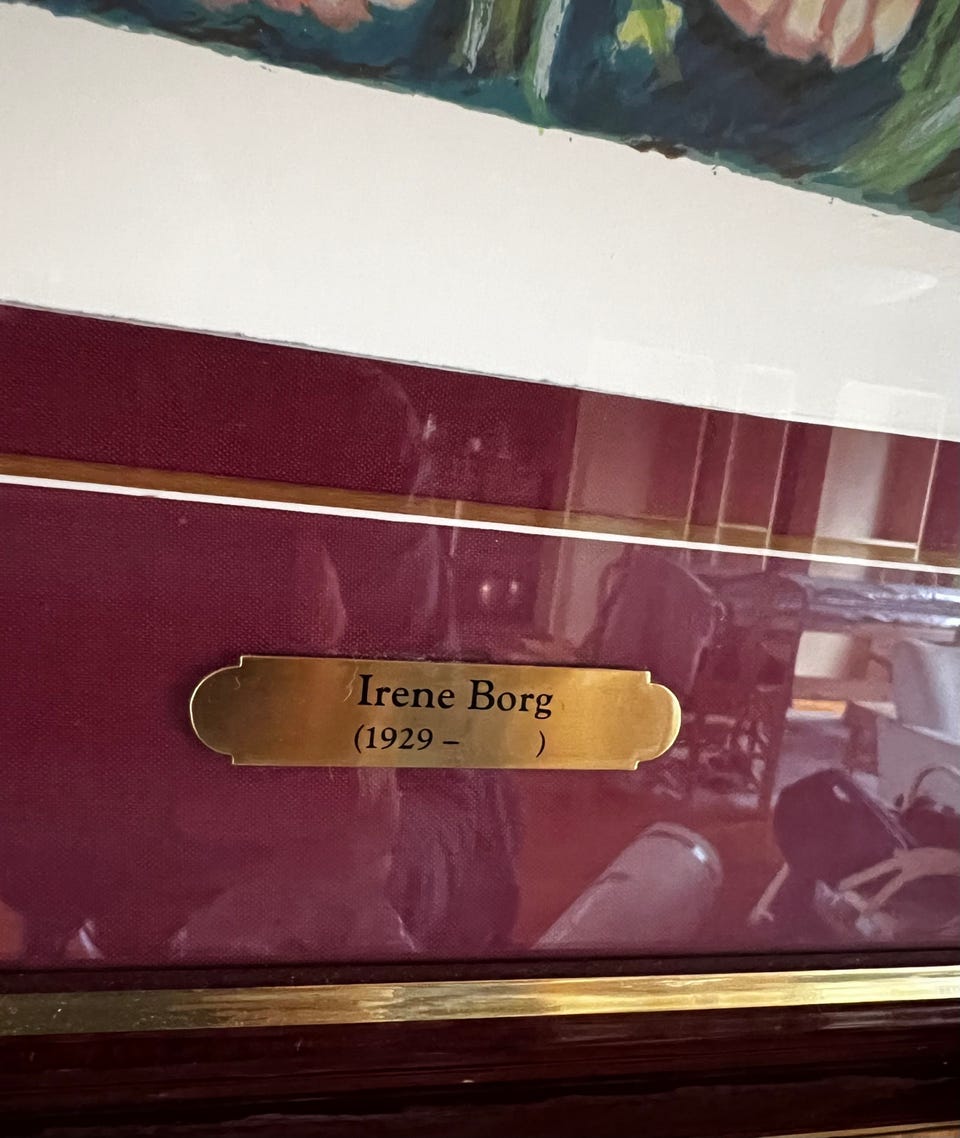 Irene Borg
(1929 –          )